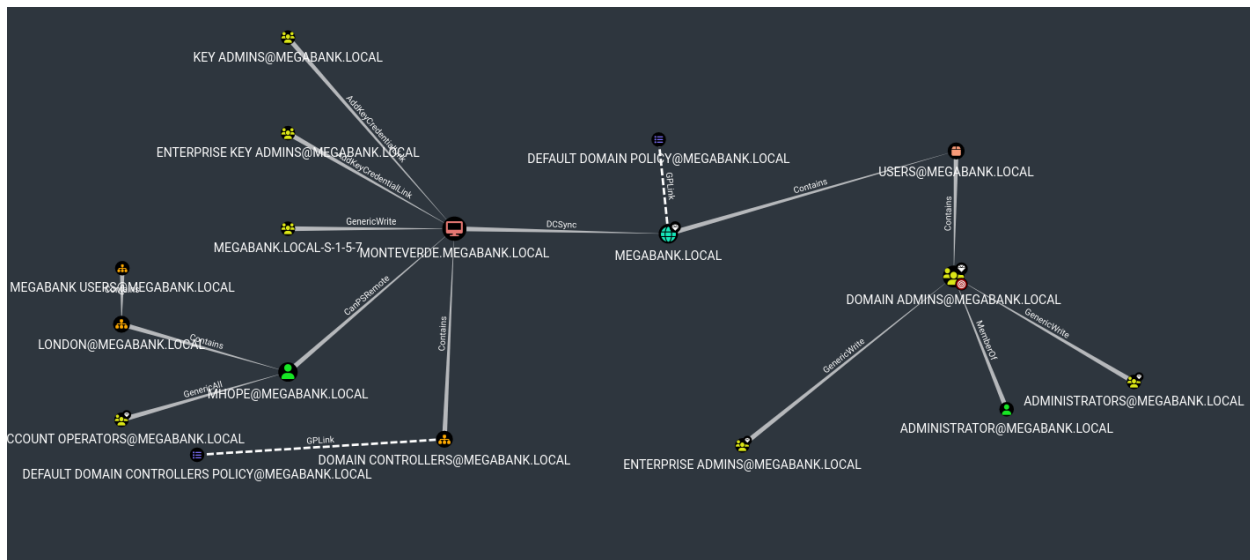 KEY ADMINS@MEGABANK.LOCAL
AddKeyCredentialLink
ENTERPRISE KEY ADMINS@MEGABANK.LOCAL
AddKeyCredentialLink
DEFAULT DOMAIN POLICY@MEGABANK.LOCAL
GPLink
Contains
USERS@MEGABANK.LOCAL
Contains
GenericWrite
MEGABANK.LOCAL-S-1-5-7
MONTEVERDE.MEGABANK.LOCAL
DCSync
MEGABANK.LOCAL
MEGABANK USERS@MEGABANK.LOCAL
Contains
CanPSRemote
DOMAIN ADMINS@MEGABANK.LOCAL
LONDON@MEGABANK.LOCAL
Contains
Contains
GenericWrite
MemberOf
GenericWrite
GenericAll
MHOPE@MEGABANK.LOCAL
ADMINISTRATORS@MEGABANK.LOCAL
CCOUNT OPERATORS@MEGABANK.LOCAL
GPLink
ADMINISTRATOR@MEGABANK.LOCAL
DEFAULT DOMAIN CONTROLLERS POLICY@MEGABANK.LOCAL
DOMAIN CONTROLLERS@MEGABANK.LOCAL
ENTERPRISE ADMINS@MEGABANK.LOCAL